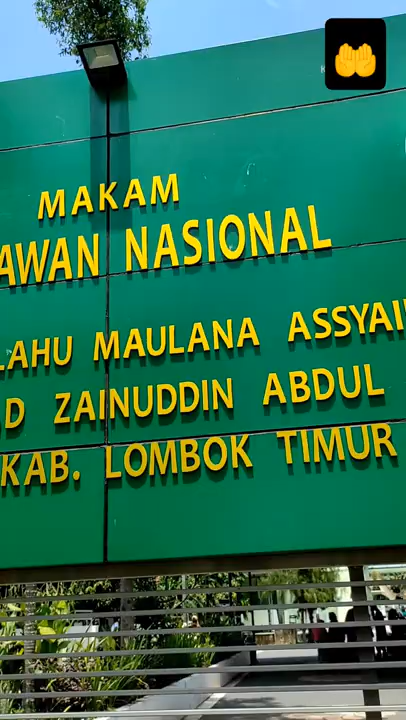 MAKAM
AWAN NASIONAL
LAHU MAULANA ASSYAI
D ZAINUDDIN ABDUL
KAB. LOMBOK TIMUR